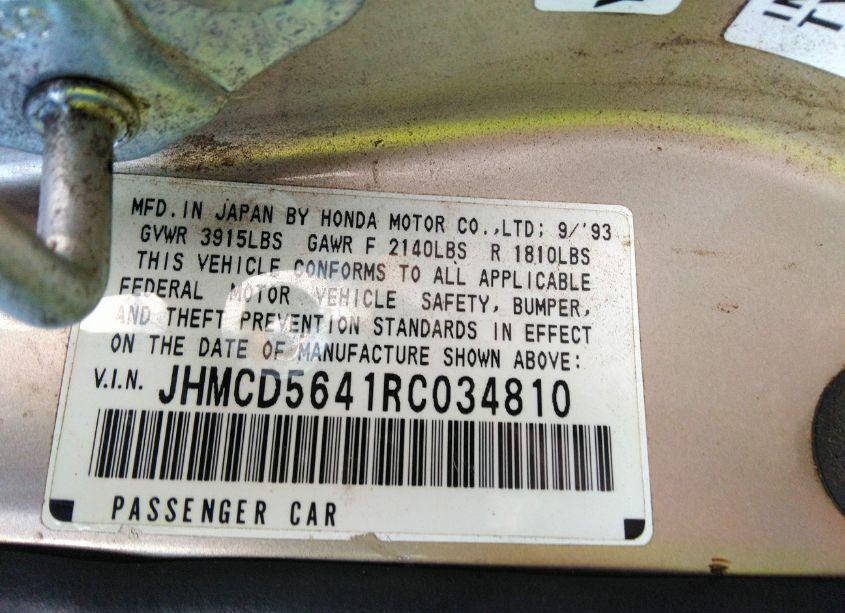 MFD. IN JAPAN BY HONDA MOTOR CO.,LTD; 9/'93
GVWR 3915LBS GAWR F 2140LBS R 1810LBS
THIS VEHICLE CONFORMS TO ALL APPLICABLE
FEDERAL MOTOR VEHICLE SAFETY, BUMPER,
AND THEFT PREVENTION STANDARDS IN EFFECT
ON THE DATE OF MANUFACTURE SHOWN ABOVE:
V.I.N. JHMCD5641RC034810
PASSENGER CAR